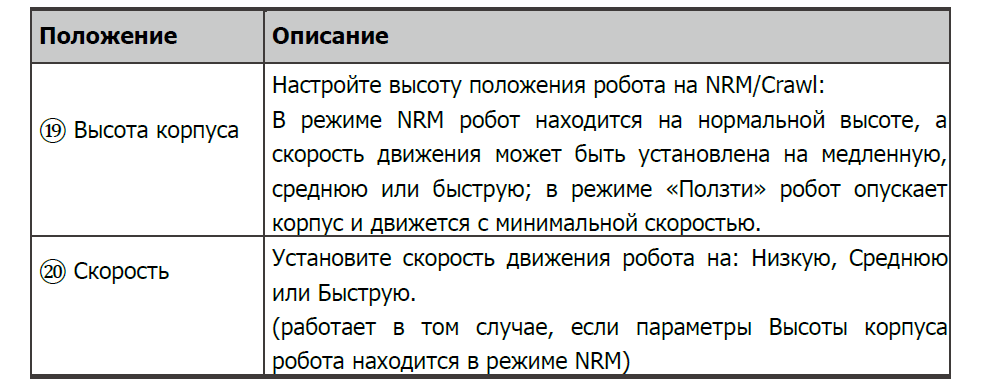 Положение
Описание
⑲ Высота корпуса
Настройте высоту положения робота на NRM/Crawl:
В режиме NRM робот находится на нормальной высоте, а
скорость движения может быть установлена на медленную,
среднюю или быструю; в режиме «Ползти» робот опускает
корпус и движется с минимальной скоростью.
⑳ Скорость
Установите скорость движения робота на: Низкую, Среднюю
или Быструю.
(работает в том случае, если параметры Высоты корпуса
робота находится в режиме NRM)